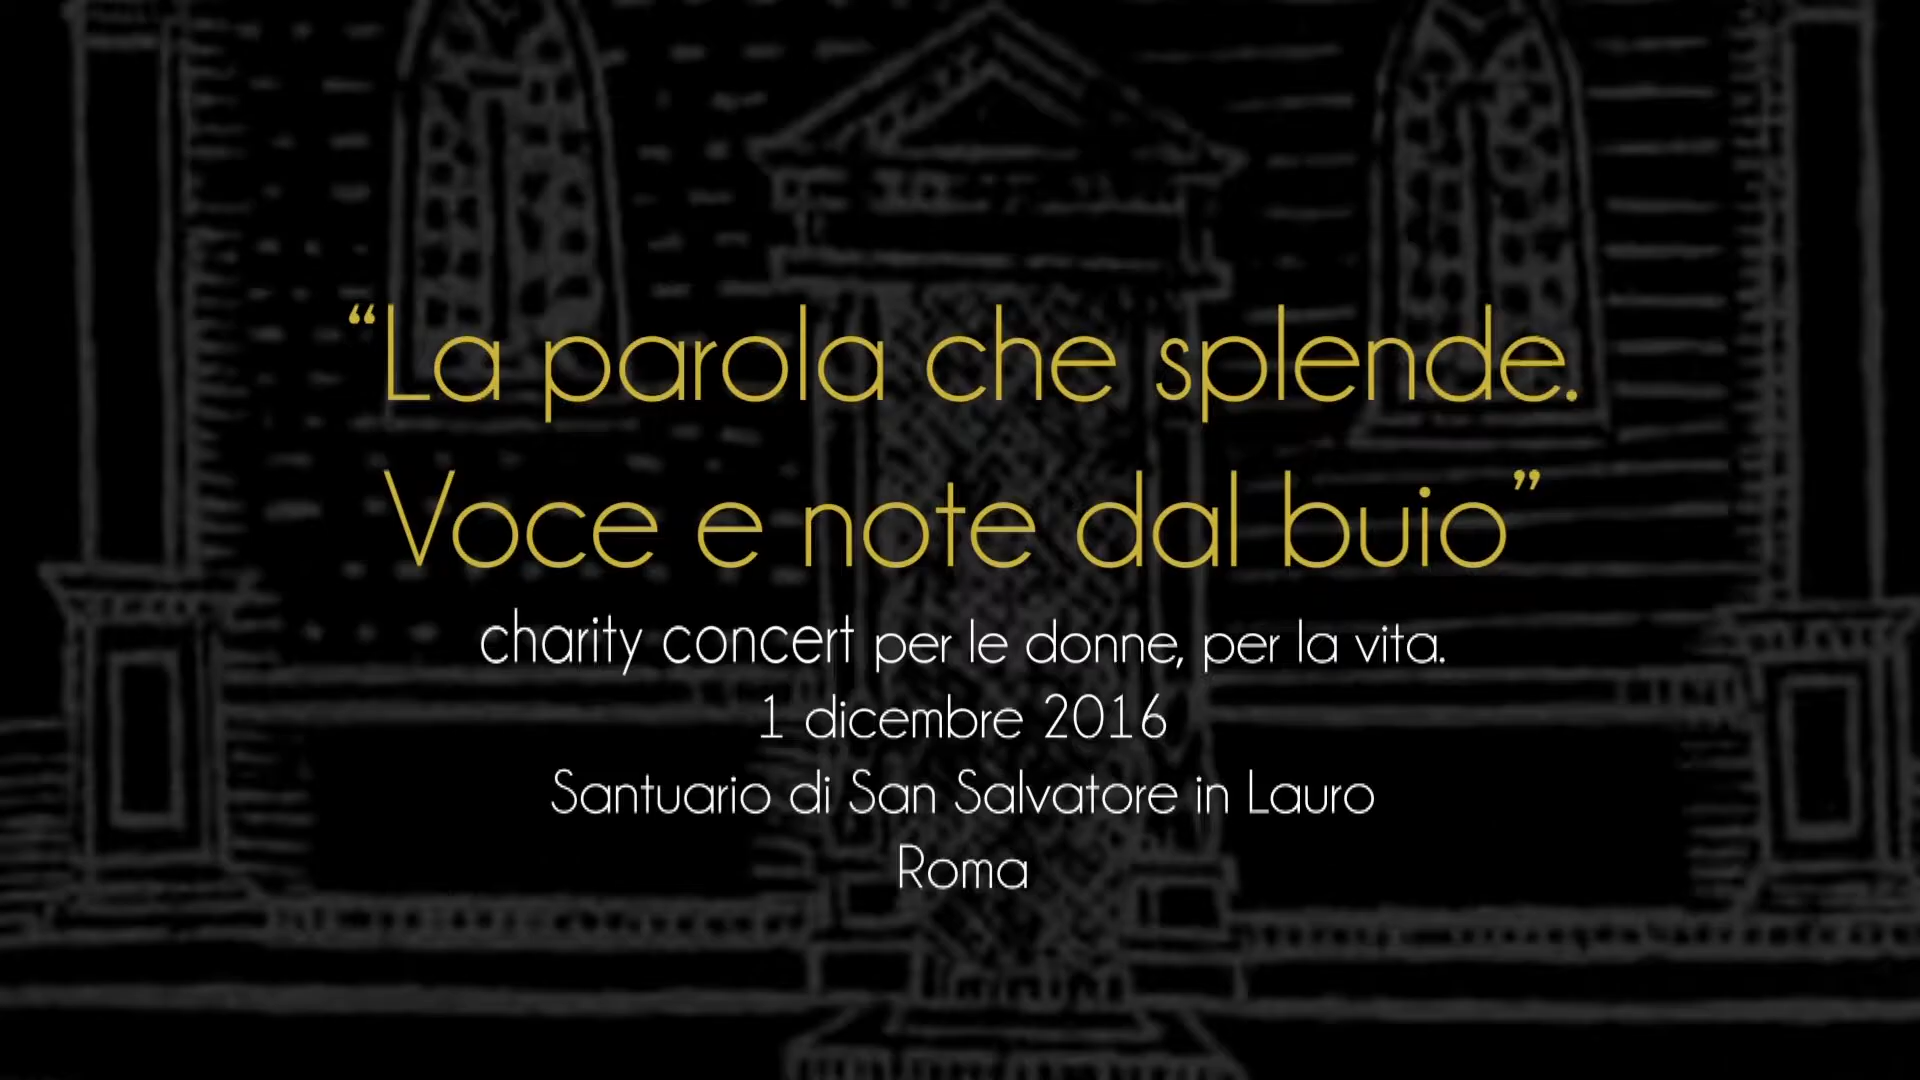 “La parola che splende.
Voce e note dal buio”
charity concert per le donne, per la vita.
1 dicembre 2016
Santuario di San Salvatore in Lauro
Roma